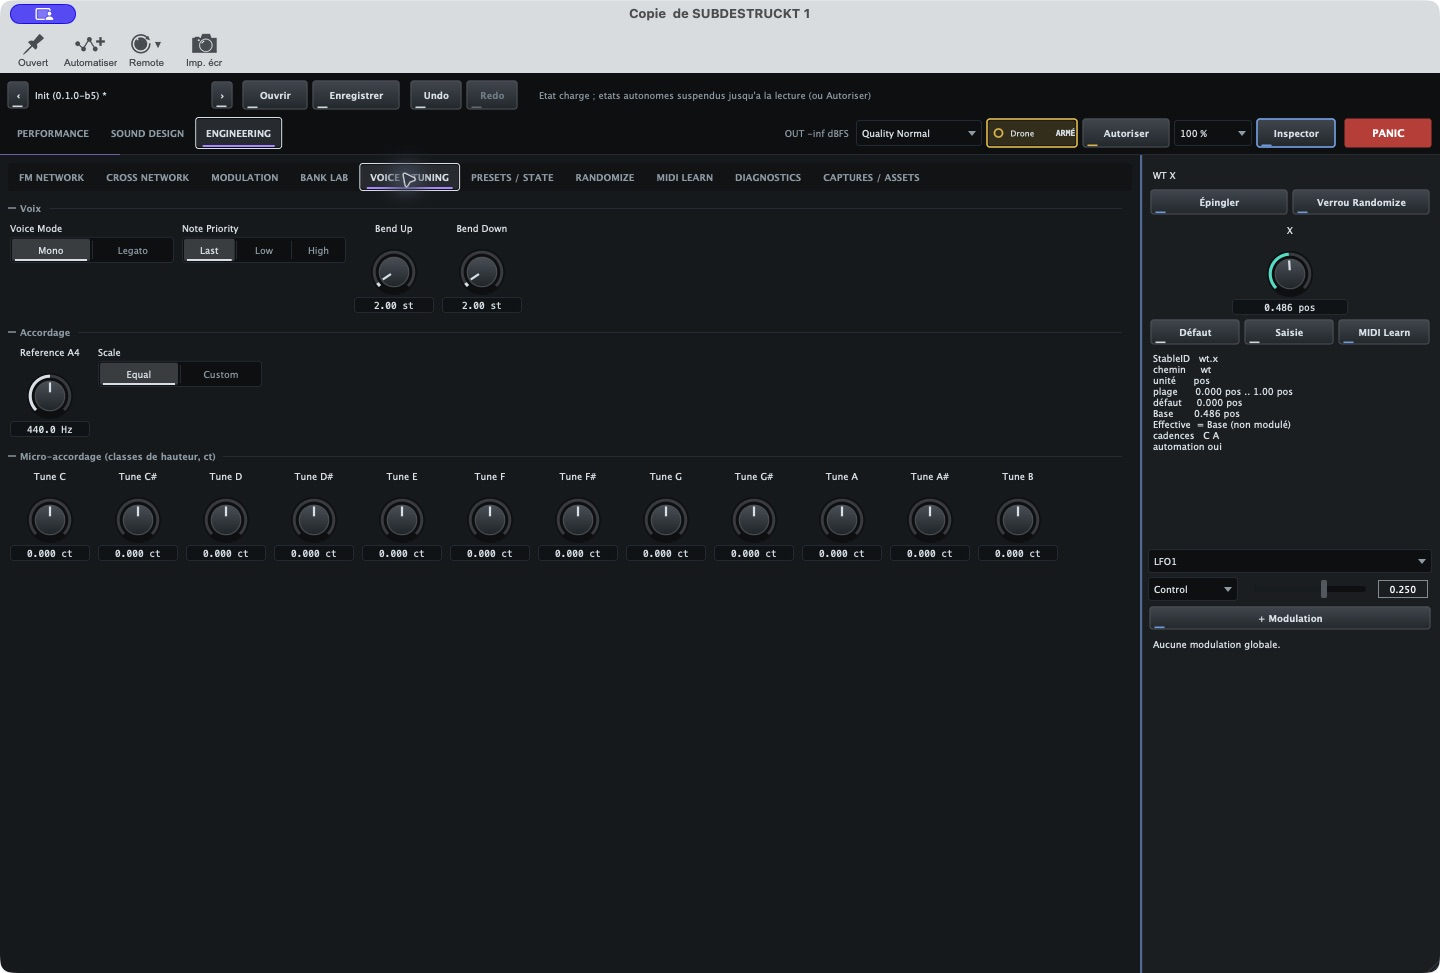 Copie  de SUBDESTRUCKT 1
Ouvert
Automatiser
Remote
Imp. écr
Init (0.1.0-b5) *
Ouvrir
Enregistrer
Undo
Redo
Etat charge ; etats autonomes suspendus jusqu'a la lecture (ou Autoriser)
PERFORMANCE
SOUND DESIGN
ENGINEERING
OUT -inf dBFS
Quality Normal
Drone
ARMÉ
Autoriser
100 %
Inspector
PANIC
FM NETWORK
CROSS NETWORK
MODULATION
BANK LAB
VOICE TUNING
PRESETS / STATE
RANDOMIZE
MIDI LEARN
DIAGNOSTICS
CAPTURES / ASSETS
Voix
Voice Mode
Mono
Legato
Note Priority
Last
Low
High
Bend Up
2.00 st
Bend Down
2.00 st
Accordage
Reference A4
440.0 Hz
Scale
Equal
Custom
Micro-accordage (classes de hauteur, ct)
Tune C
Tune C#
Tune D
Tune D#
Tune E
Tune F
Tune F#
Tune G
Tune G#
Tune A
Tune A#
Tune B
0.000 ct
0.000 ct
0.000 ct
0.000 ct
0.000 ct
0.000 ct
0.000 ct
0.000 ct
0.000 ct
0.000 ct
0.000 ct
0.000 ct
WT X
Épingler
Verrou Randomize
X
0.486 pos
Défaut
Saisie
MIDI Learn
StableID wt.x
chemin wt
unité pos
plage 0.000 pos .. 1.00 pos
défaut 0.000 pos
Base 0.486 pos
Effective = Base (non modulé)
cadences C A
automation oui
LFO1
Control
0.250
+ Modulation
Aucune modulation globale.